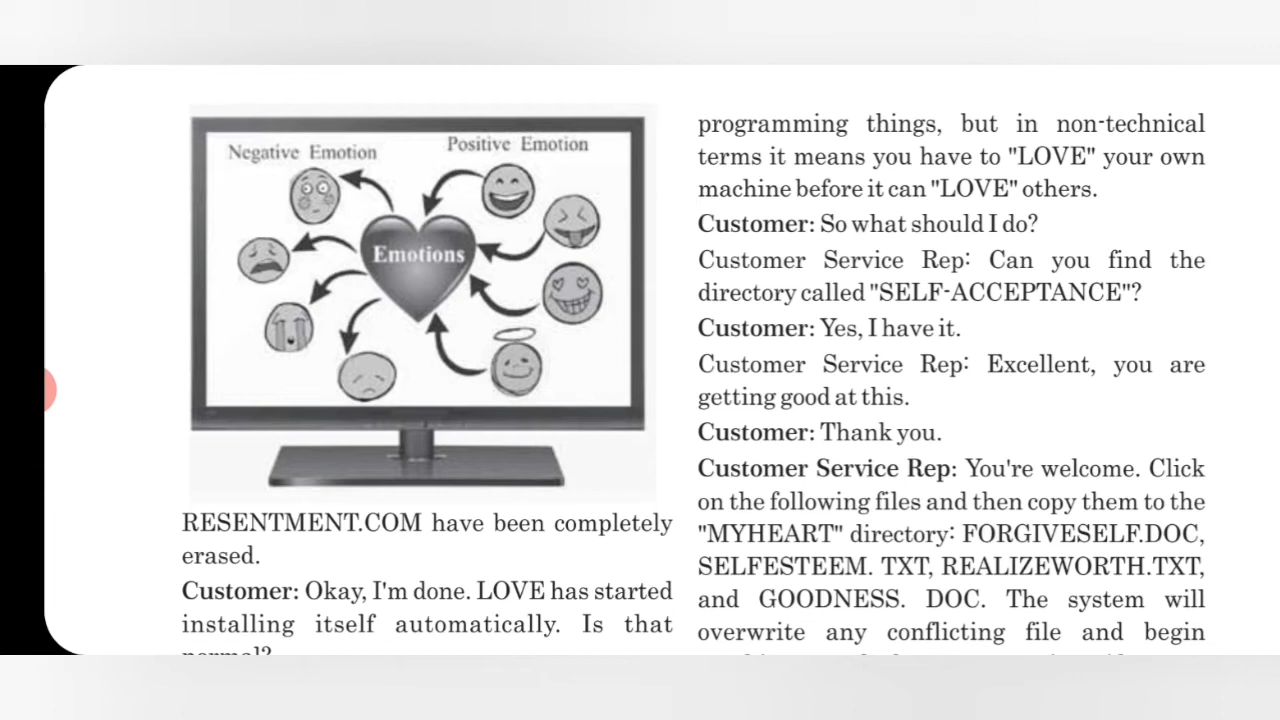 Negative Emotion
Positive Emotion
Emotions
RESENTMENT.COM have been completely
erased.
Customer: Okay, I'm done. LOVE has started
installing itself automatically. Is that
normal?
programming things, but in non-technical
terms it means you have to "LOVE" your own
machine before it can "LOVE" others.
Customer: So what should I do?
Customer Service Rep: Can you find the
directory called "SELF-ACCEPTANCE"?
Customer: Yes, I have it.
Customer Service Rep: Excellent, you are
getting good at this.
Customer: Thank you.
Customer Service Rep: You're welcome. Click
on the following files and then copy them to the
"MYHEART" directory: FORGIVESELF.DOC,
SELFESTEEM. TXT, REALIZEWORTH.TXT,
and GOODNESS. DOC. The system will
overwrite any conflicting file and begin